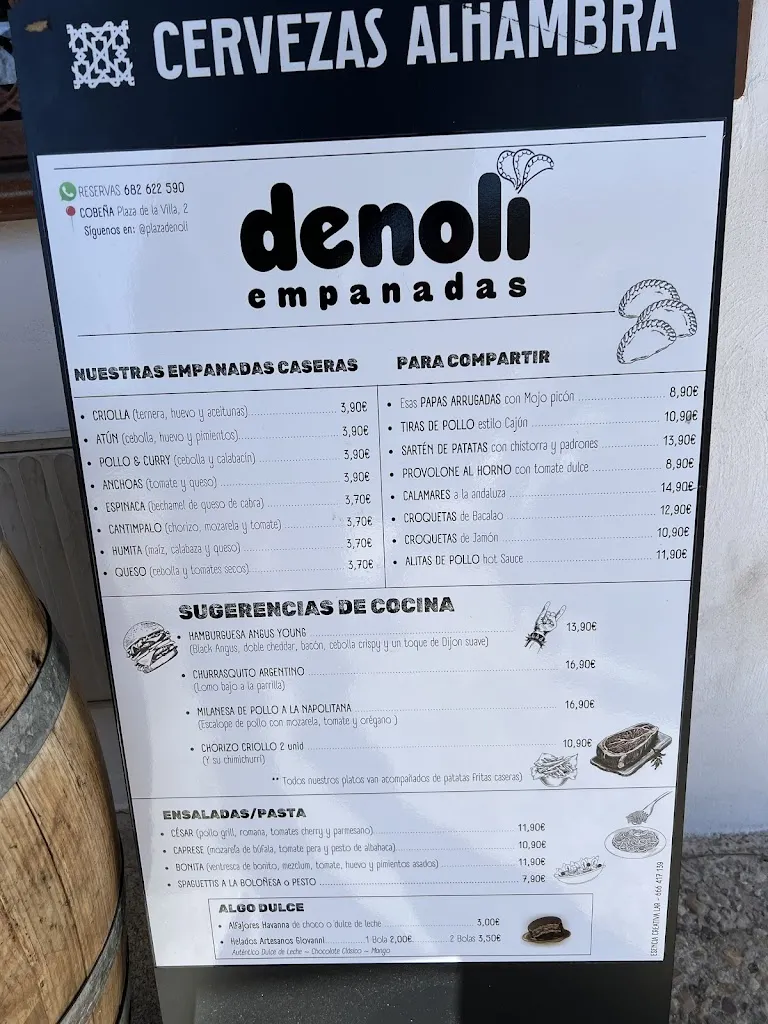 CERVEZAS ALHAMBRA
RESERVAS 682 622 590
COBEÑA Plaza de la Villa, 2
Síguenos en: @plazadenoli
denoli
empanadas
NUESTRAS EMPANADAS CASERAS
• CRIOLLA (ternera, huevo y aceitunas) 3,90€
• ATÚN (cebolla, huevo y pimientos) 3,90€
• POLLO & CURRY (cebolla y calabacín) 3,90€
• ANCHOAS (tomate y queso) 3,90€
• ESPINACA (bechamel de queso de cabra) 3,70€
• CANTIMPALO (chorizo, mozarela y tomate) 3,70€
• HUMITA (maíz, calabaza y queso) 3,70€
• QUESO (cebolla y tomates secos) 3,70€
PARA COMPARTIR
• Esas PAPAS ARRUGADAS con Mojo picón 8,90€
• TIRAS DE POLLO estilo Cajún 10,90€
• SARTÉN DE PATATAS con chistorra y padrones 13,90€
• PROVOLONE AL HORNO con tomate dulce 8,90€
• CALAMARES a la andaluza 14,90€
• CROQUETAS de Bacalao 12,90€
• CROQUETAS de Jamón 10,90€
• ALITAS DE POLLO hot Sauce 11,90€
SUGERENCIAS DE COCINA
• HAMBURGUESA ANGUS YOUNG 13,90€
(Black Angus, doble cheddar, bacón, cebolla crispy y un toque de Dijon suave)
• CHURRASQUITO ARGENTINO 16,90€
(Lomo bajo a la parrilla)
• MILANESA DE POLLO A LA NAPOLITANA 16,90€
(Escalope de pollo con mozarela, tomate y orégano )
• CHORIZO CRIOLLO 2 unid 10,90€
(Y su chimichurri)
** Todos nuestros platos van acompañados de patatas fritas caseras)
ENSALADAS/PASTA
• CÉSAR (pollo grill, romana, tomates cherry y parmesano) 11,90€
• CAPRESE (mozarela de búfala, tomate pera y pesto de albahaca) 10,90€
• BONITA (ventresca de bonito, mezclum, tomate, huevo y pimientos asados) 11,90€
• SPAGUETTIS A LA BOLOÑESA o PESTO 7,90€
ALGO DULCE
• Alfajores Havanna de choco o dulce de leche 3,00€
• Helados Artesanos Giovanni 1 Bola 2,00€ 2 Bolas 3,50€
Auténtico Dulce de Leche – Chocolate Clásico – Mango
ESENCIA CREATIVA LAR - 666 417 159